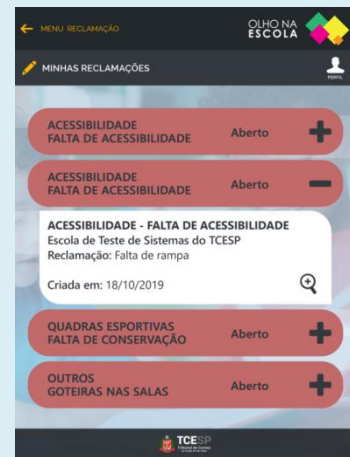 MENU RECLAMAÇÃO
OLHO NA
ESCOLA
MINHAS RECLAMAÇÕES
PERFIL
ACESSIBILIDADE
FALTA DE ACESSIBILIDADE
Aberto
ACESSIBILIDADE
FALTA DE ACESSIBILIDADE
Aberto
ACESSIBILIDADE - FALTA DE ACESSIBILIDADE
Escola de Teste de Sistemas do TCESP
Reclamação: Falta de rampa
Criada em: 18/10/2019
QUADRAS ESPORTIVAS
FALTA DE CONSERVAÇÃO
Aberto
OUTROS
GOTEIRAS NAS SALAS
Aberto
TCESP